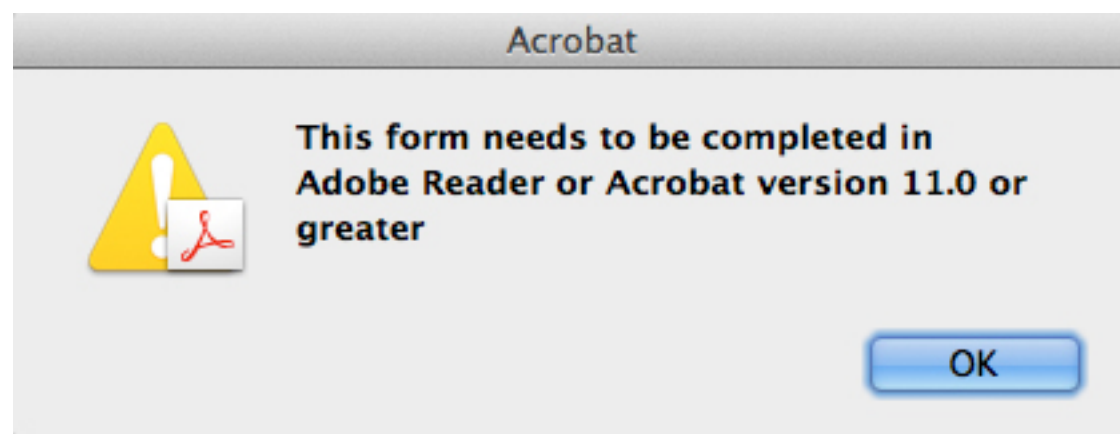 Acrobat
This form needs to be completed in
Adobe Reader or Acrobat version 11.0 or
greater
OK